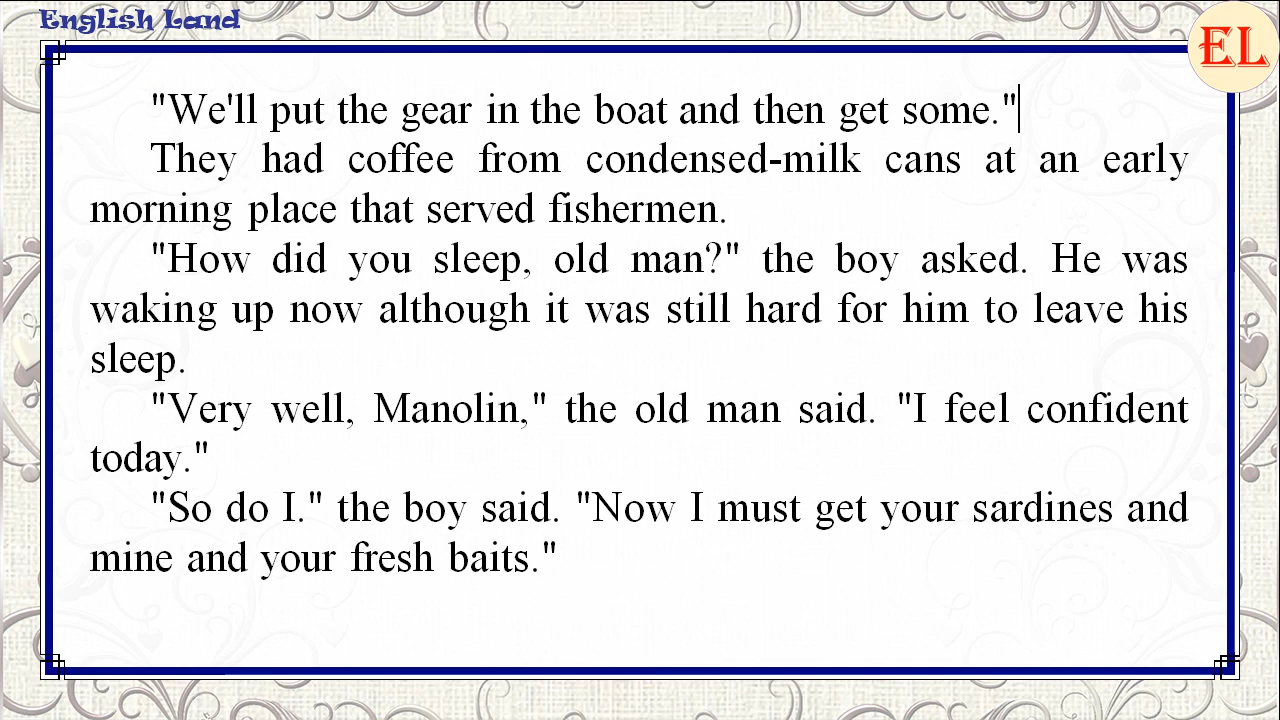 English Land
EL
"We'll put the gear in the boat and then get some."
They had coffee from condensed-milk cans at an early
morning place that served fishermen.
"How did you sleep, old man?" the boy asked. He was
waking up now although it was still hard for him to leave his
sleep.
"Very well, Manolin," the old man said. "I feel confident
today."
"So do I." the boy said. "Now I must get your sardines and
mine and your fresh baits."